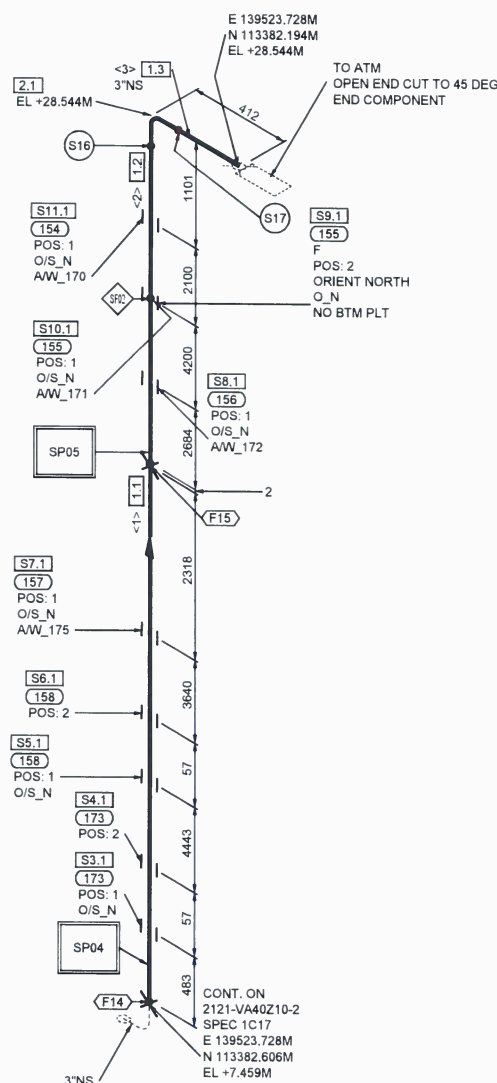 E 139523.728M
N 113382.194M
EL +28.544M
<3> 1.3
3"NS
TO ATM
OPEN END CUT TO 45 DEG
END COMPONENT
2.1
EL +28.544M
412
S16
1.2
<2>
1101
S17
S11.1
154
POS: 1
O/S_N
A/W_170
S9.1
155
F
POS: 2
ORIENT NORTH
O_N
NO BTM PLT
2100
SF02
S10.1
155
POS: 1
O/S_N
A/W_171
4200
S8.1
156
POS: 1
O/S_N
A/W_172
2684
SP05
2
F15
<1> 1.1
2318
S7.1
157
POS: 1
O/S_N
A/W_175
3640
S6.1
158
POS: 2
57
S5.1
158
POS: 1
O/S_N
4443
S4.1
173
POS: 2
57
S3.1
173
POS: 1
O/S_N
483
SP04
F14
CONT. ON
2121-VA40Z10-2
SPEC 1C17
E 139523.728M
N 113382.606M
EL +7.459M
3"NS